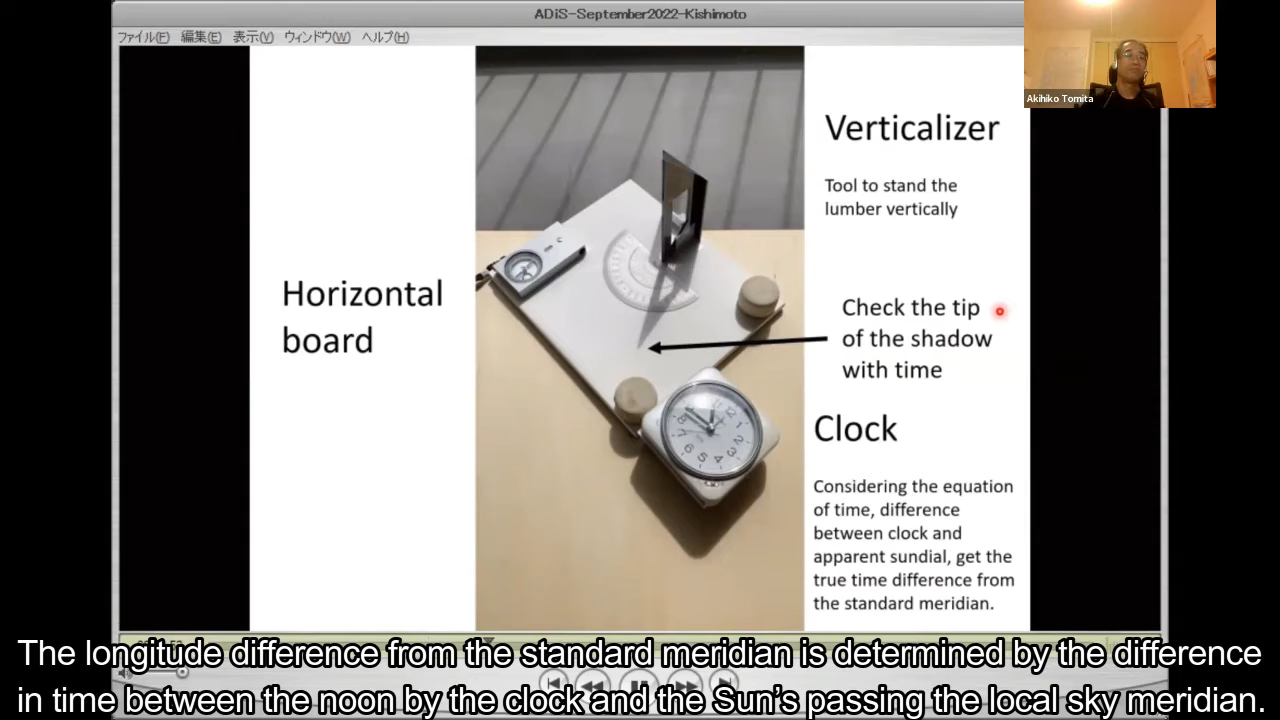 ADiS-September2022-Kishimoto
ファイル(F) 編集(E) 表示(V) ウィンドウ(W) ヘルプ(H)
Akihiko Tomita
Verticalizer
Tool to stand the
lumber vertically
Horizontal
board
Check the tip
of the shadow
with time
Clock
Considering the equation
of time, difference
between clock and
apparent sundial, get the
true time difference from
the standard meridian.
The longitude difference from the standard meridian is determined by the difference
in time between the noon by the clock and the Sun's passing the local sky meridian.